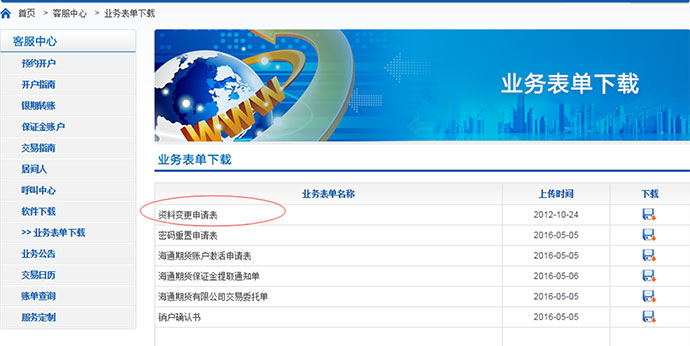 首页 > 客服中心 > 业务表单下载
客服中心
预约开户
开户指南
银期转账
保证金账户
交易指南
居间人
呼叫中心
软件下载
>> 业务表单下载
业务公告
交易日历
账单查询
服务定制
WWW
业务表单下载
业务表单下载
业务表单名称 上传时间 下载
资料变更申请表 2012-10-24
密码重置申请表 2016-05-05
海通期货账户激活申请表 2016-05-05
海通期货保证金提取通知单 2016-05-06
海通期货有限公司交易委托单 2016-05-05
销户确认书 2016-05-05